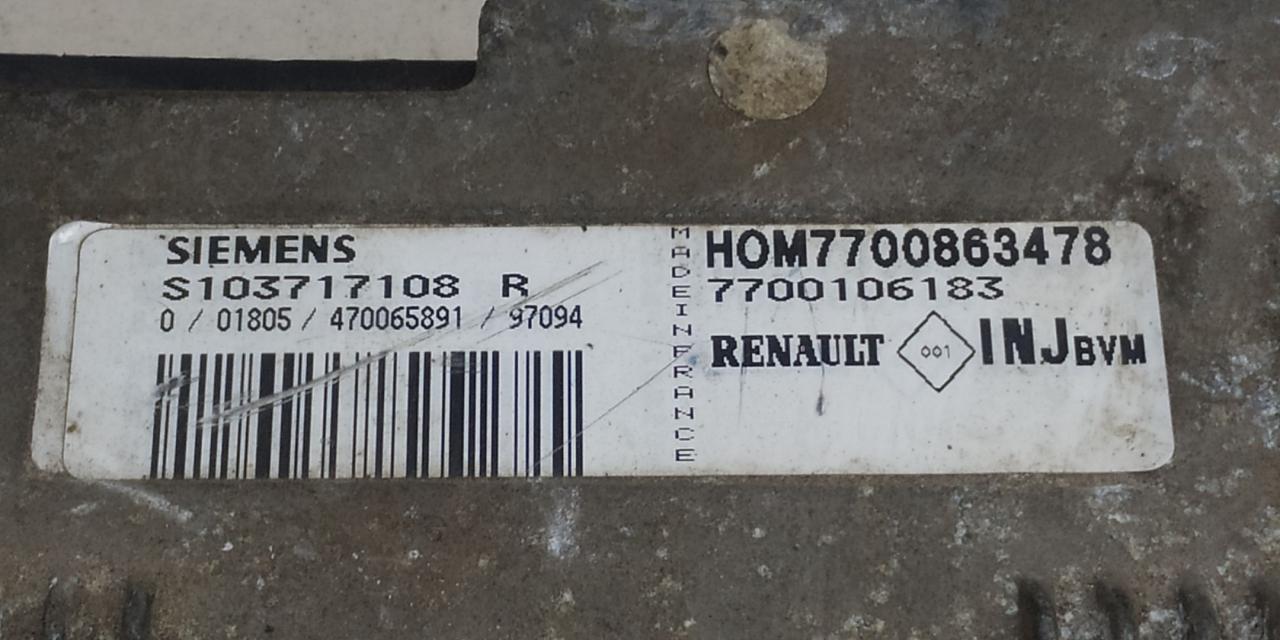 SIEMENS
S103717108 R
0 / 01805 / 470065891 / 97094
MADE IN FRANCE
HOM7700863478
7700106183
RENAULT 001 INJ BVM